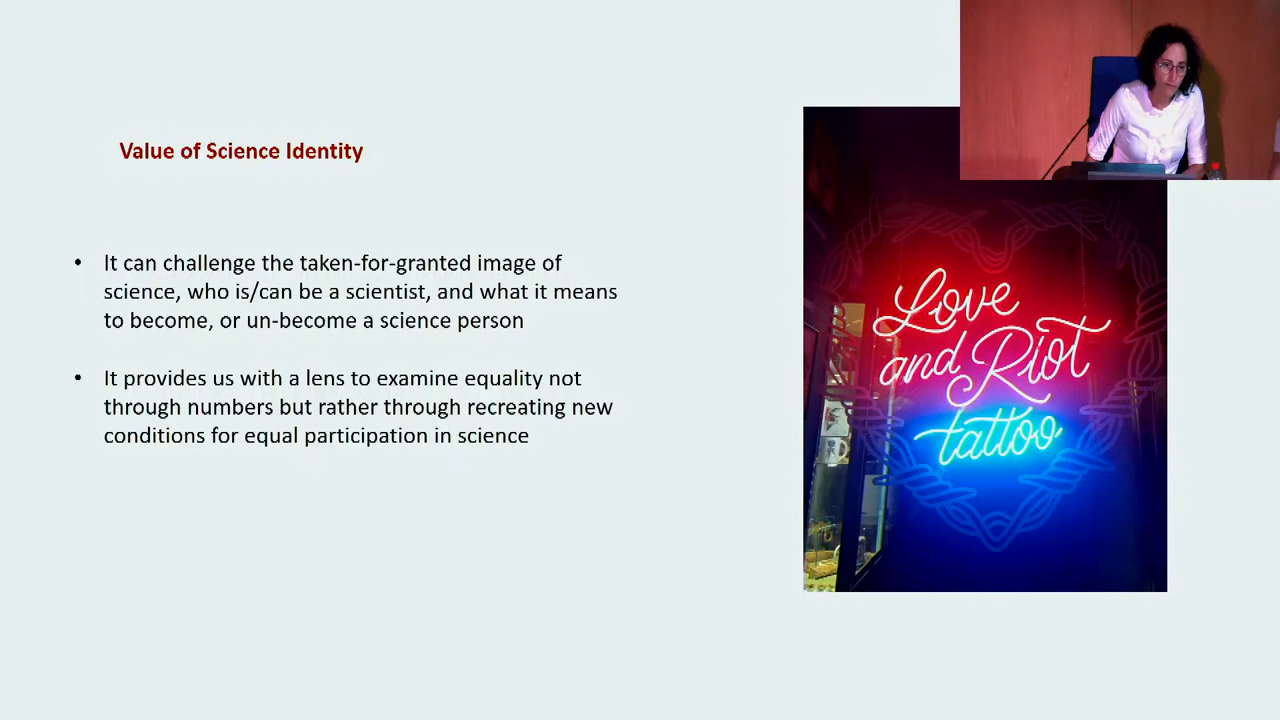 Value of Science Identity
• It can challenge the taken-for-granted image of
science, who is/can be a scientist, and what it means
to become, or un-become a science person
• It provides us with a lens to examine equality not
through numbers but rather through recreating new
conditions for equal participation in science
Love
and Riot
tattoo